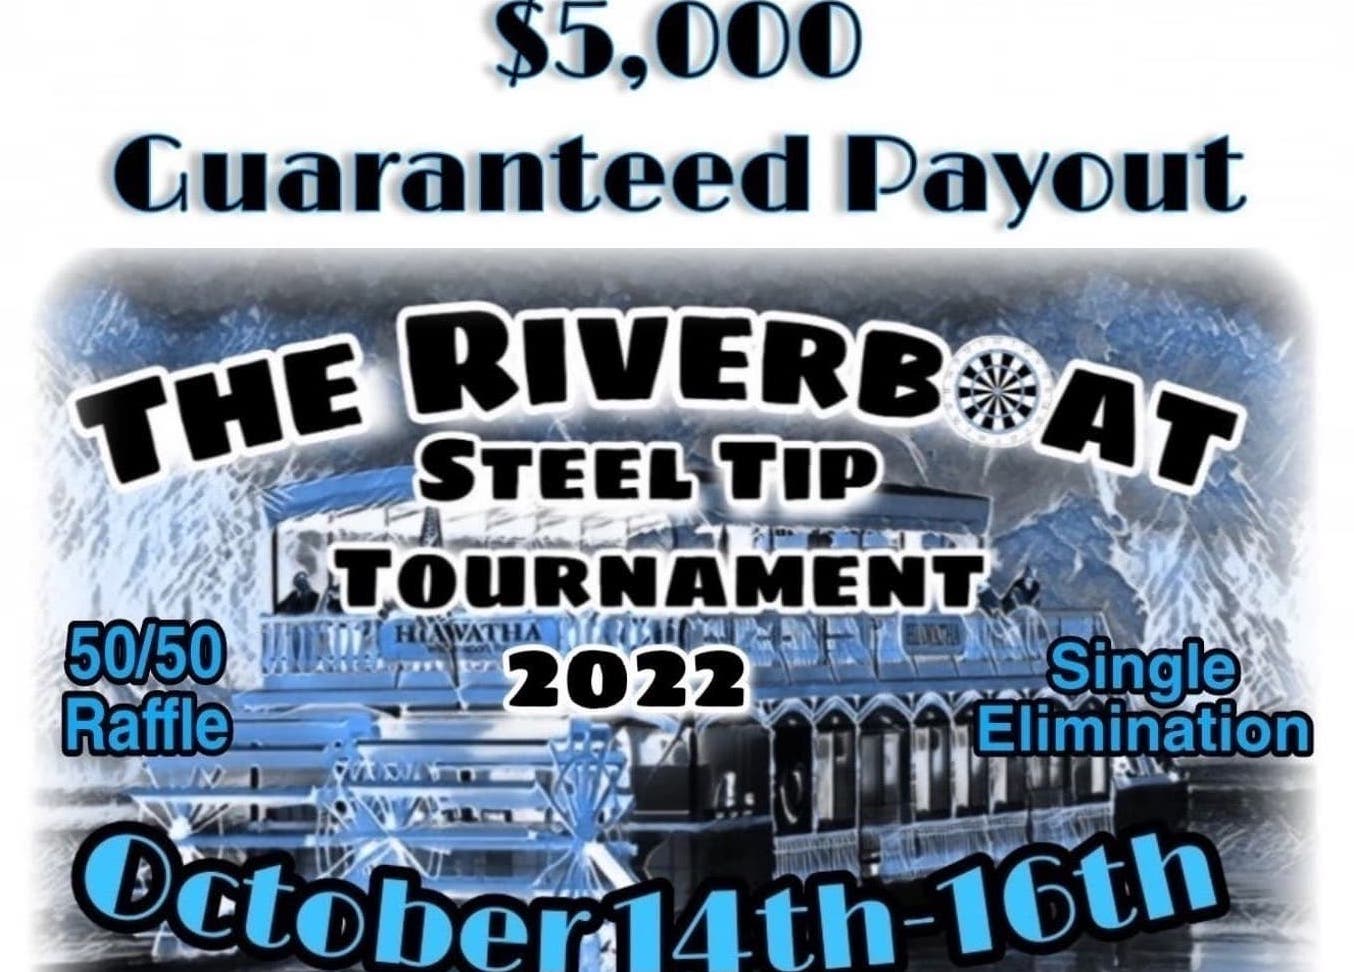 $5,000
Guaranteed Payout
THE RIVERBOAT
STEEL TIP
TOURNAMENT
HIAWATHA
HIAWATHA
2022
50/50
Raffle
Single
Elimination
October 14th-16th